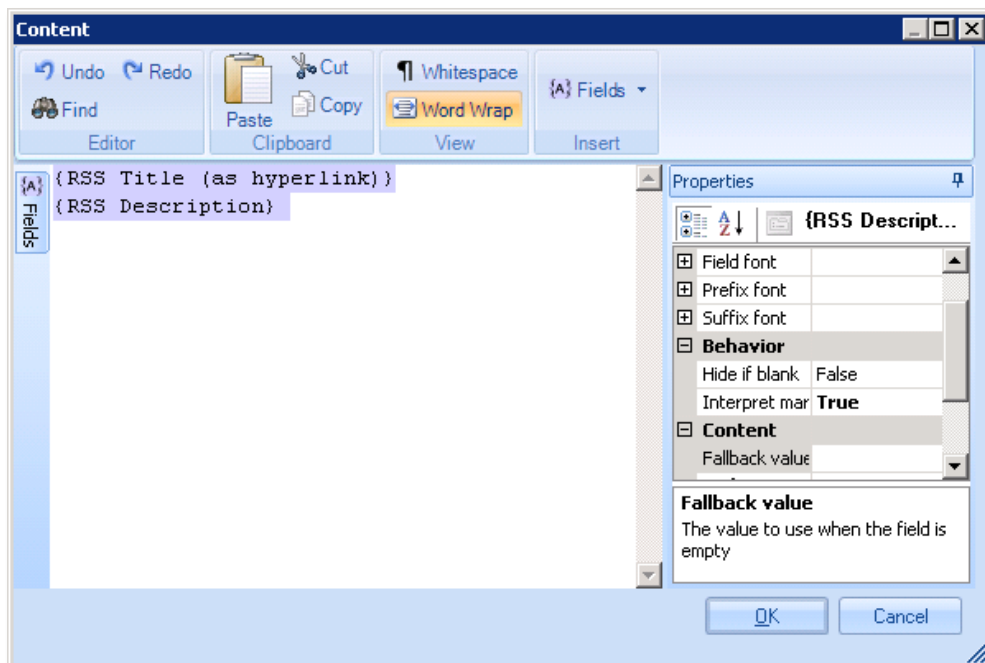 Content
Undo Redo
Find
Editor
Paste
Cut
Copy
Clipboard
Whitespace
Word Wrap
View
{A} Fields
Insert
{A} Fields
{RSS Title (as hyperlink)}
{RSS Description}
Properties
A Z {RSS Descript...
Field font
Prefix font
Suffix font
Behavior
Hide if blank False
Interpret mar True
Content
Fallback value
Fallback value
The value to use when the field is
empty
OK Cancel